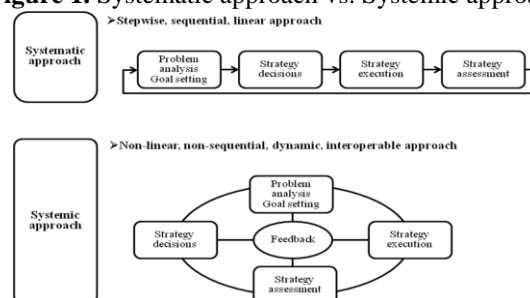 Figure 1. Systematic approach vs. Systemic approa
➢Stepwise, sequential, linear approach
Systematic
approach
Problem
analysis
Goal setting
Strategy
decisions
Strategy
execution
Strategy
assessment
➢Non-linear, non-sequential, dynamic, interoperable approach
Systemic
approach
Problem
analysis
Goal setting
Strategy
decisions
Feedback
Strategy
execution
Strategy
assessment